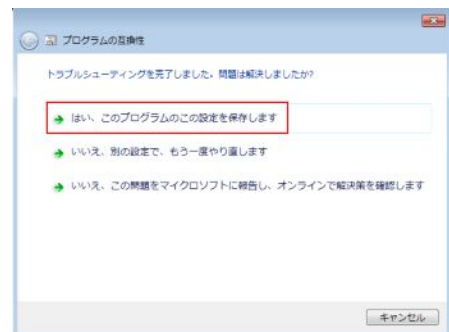 プログラムの互換性
トラブルシューティングを完了しました。問題は解決しましたか?
はい、このプログラムのこの設定を保存します
いいえ、別の設定で、もう一度やり直します
いいえ、この問題をマイクロソフトに報告し、オンラインで解決策を確認します
キャンセル